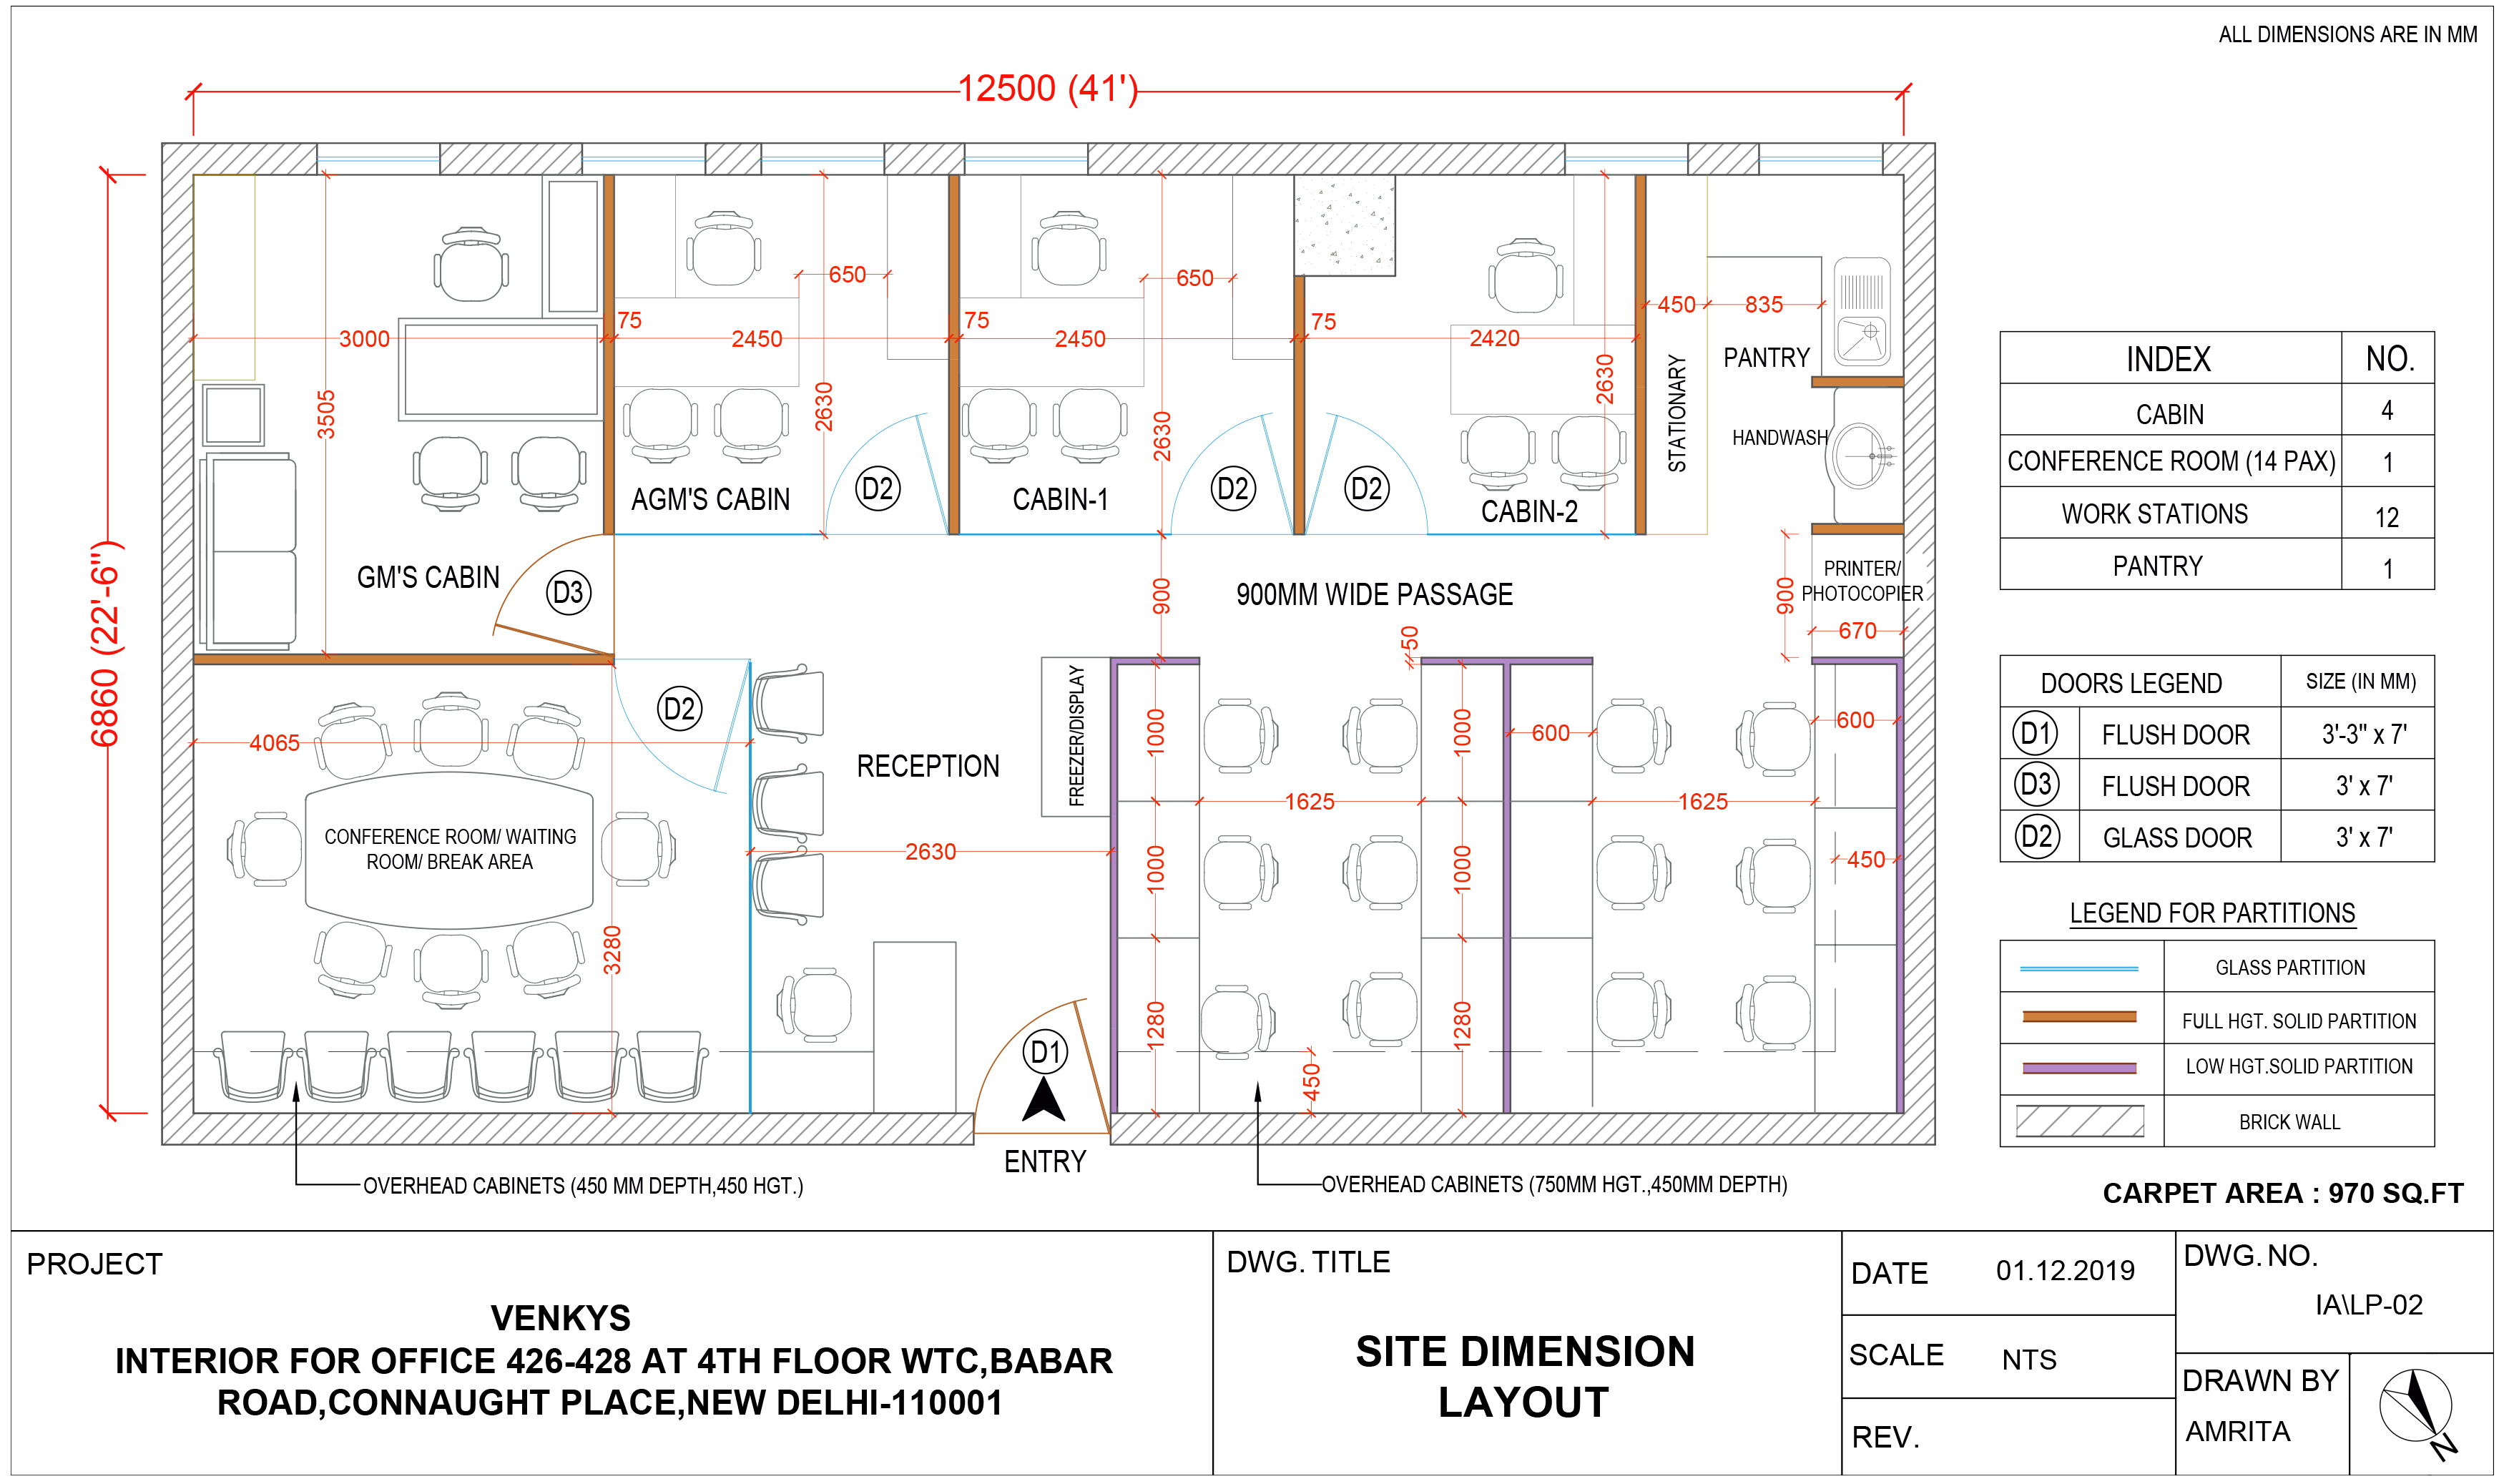 ALL DIMENSIONS ARE IN MM
12500 (41')
6860 (22'-6")
650
650
450
835
75
75
75
3000
2450
2450
2420
PANTRY
3505
2630
2630
2630
STATIONARY
HANDWASH
AGM'S CABIN
D2
CABIN-1
D2
D2
CABIN-2
GM'S CABIN
D3
900
900MM WIDE PASSAGE
900
PRINTER/
PHOTOCOPIER
670
50
D2
4065
RECEPTION
FREEZER/DISPLAY
1000
1000
600
600
1625
1625
CONFERENCE ROOM/ WAITING
ROOM/ BREAK AREA
2630
1000
1000
450
3280
1280
1280
D1
450
ENTRY
OVERHEAD CABINETS (450 MM DEPTH,450 HGT.)
OVERHEAD CABINETS (750MM HGT.,450MM DEPTH)
INDEX NO.
CABIN 4
CONFERENCE ROOM (14 PAX) 1
WORK STATIONS 12
PANTRY 1
DOORS LEGEND SIZE (IN MM)
D1 FLUSH DOOR 3'-3" x 7'
D3 FLUSH DOOR 3' x 7'
D2 GLASS DOOR 3' x 7'
LEGEND FOR PARTITIONS
GLASS PARTITION
FULL HGT. SOLID PARTITION
LOW HGT.SOLID PARTITION
BRICK WALL
CARPET AREA : 970 SQ.FT
PROJECT
VENKYS
INTERIOR FOR OFFICE 426-428 AT 4TH FLOOR WTC,BABAR
ROAD,CONNAUGHT PLACE,NEW DELHI-110001
DWG. TITLE
SITE DIMENSION
LAYOUT
DATE 01.12.2019
SCALE NTS
REV.
DWG. NO.
IA\LP-02
DRAWN BY
AMRITA
N